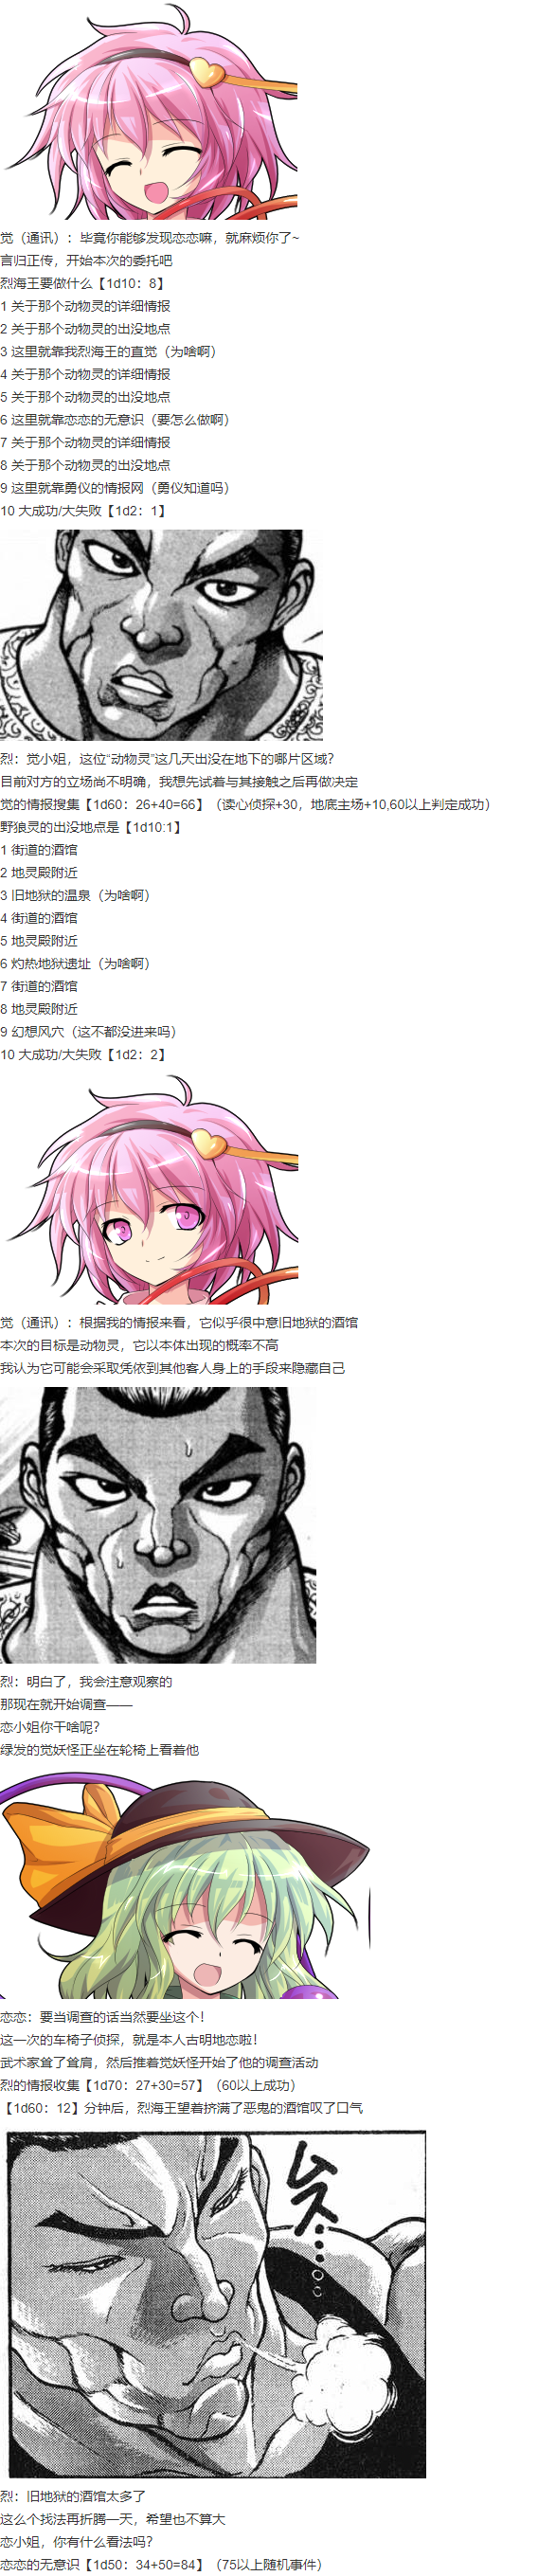 觉（通讯）：毕竟你能够发现恋恋嘛，就麻烦你了~
言归正传，开始本次的委托吧
烈海王要做什么【1d10：8】
1 关于那个动物灵的详细情报
2 关于那个动物灵的出没地点
3 这里就靠我烈海王的直觉（为啥啊）
4 关于那个动物灵的详细情报
5 关于那个动物灵的出没地点
6 这里就靠恋恋的无意识（要怎么做啊）
7 关于那个动物灵的详细情报
8 关于那个动物灵的出没地点
9 这里就靠勇仪的情报网（勇仪知道吗）
10 大成功/大失败【1d2：1】
烈：觉小姐，这位“动物灵”这几天出没在地下的哪片区域？
目前对方的立场尚不明确，我想先试着与其接触之后再做决定
觉的情报搜集【1d60：26+40=66】（读心侦探+30，地底主场+10,60以上判定成功）
野狼灵的出没地点是【1d10:1】
1 街道的酒馆
2 地灵殿附近
3 旧地狱的温泉（为啥啊）
4 街道的酒馆
5 地灵殿附近
6 灼热地狱遗址（为啥啊）
7 街道的酒馆
8 地灵殿附近
9 幻想风穴（这不都没进来吗）
10 大成功/大失败【1d2：2】
觉（通讯）：根据我的情报来看，它似乎很中意旧地狱的酒馆
本次的目标是动物灵，它以本体出现的概率不高
我认为它可能会采取凭依到其他客人身上的手段来隐藏自己
烈：明白了，我会注意观察的
那现在就开始调查——
恋小姐你干啥呢？
绿发的觉妖怪正坐在轮椅上看着他
恋恋：要当调查的话当然要坐这个！
这一次的车椅子侦探，就是本人古明地恋啦！
武术家耸了耸肩，然后推着觉妖怪开始了他的调查活动
烈的情报收集【1d70：27+30=57】（60以上成功）
【1d60：12】分钟后，烈海王望着挤满了恶鬼的酒馆叹了口气
ムス…
烈：旧地狱的酒馆太多了
这么个找法再折腾一天，希望也不算大
恋小姐，你有什么看法吗？
恋恋的无意识【1d50：34+50=84】（75以上随机事件）